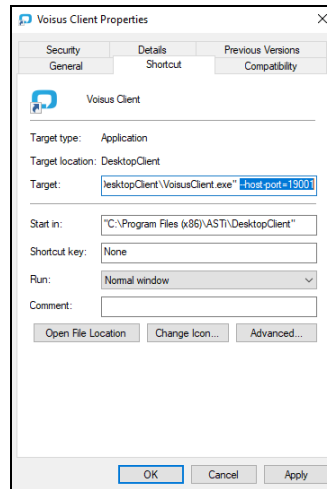 Voisus Client Properties
Security Details Previous Versions
General Shortcut Compatibility
Voisus Client
Target type: Application
Target location: DesktopClient
Target: )esktopClient\VoisusClient.exe" --host-port=19001
Start in: "C:\Program Files (x86)\ASTi\DesktopClient"
Shortcut key: None
Run: Normal window
Comment:
Open File Location Change Icon... Advanced...
OK Cancel Apply